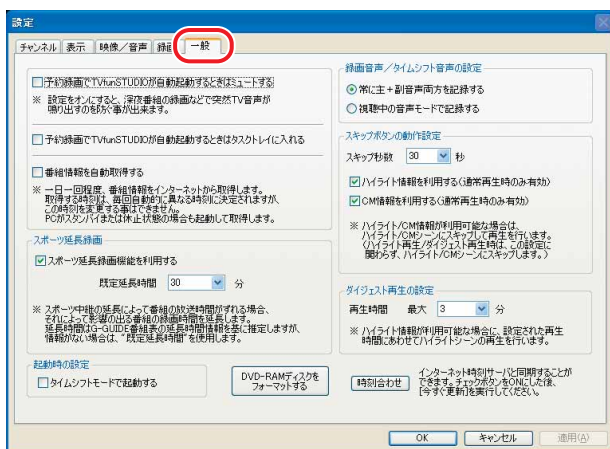 設定
チャンネル 表示 映像/音声 録画 一般
□予約録画でTVfunSTUDIOが自動起動するときはミュートする
※ 設定をオンにすると、深夜番組の録画などで突然TV音声が
鳴り出すのを防ぐ事が出来ます。
□予約録画でTVfunSTUDIOが自動起動するときはタスクトレイに入れる
□番組情報を自動取得する
※ 一日一回程度、番組情報をインターネットから取得します。
取得する時刻は、毎回自動的に異なる時刻に決定されますが、
この時刻を変更する事はできません。
PCがスタンバイまたは休止状態の場合も起動して取得します。
スポーツ延長録画
☑スポーツ延長録画機能を利用する
既定延長時間 30 分
※ スポーツ中継の延長によって番組の放送時間がずれる場合、
それによって影響の出る番組の録画時間を延長します。
延長時間はG-GUIDE番組表の延長時間情報を基に推定しますが、
情報がない場合は、"既定延長時間"を使用します。
起動時の設定
□タイムシフトモードで起動する
DVD-RAMディスクを
フォーマットする
録画音声/タイムシフト音声の設定
◉常に主+副音声両方を記録する
○視聴中の音声モードで記録する
スキップボタンの動作設定
スキップ秒数 30 秒
☑ハイライト情報を利用する(通常再生時のみ有効)
☑CM情報を利用する(通常再生時のみ有効)
※ ハイライト/CM情報が利用可能な場合は、
ハイライト/CMシーンにスキップして再生を行います。
(ハイライト再生/ダイジェスト再生時は、この設定に
関わらず、ハイライト/CMシーンにスキップします。)
ダイジェスト再生の設定
再生時間 最大 3 分
※ ハイライト情報が利用可能な場合に、設定された再生
時間にあわせてハイライトシーンの再生を行います。
時刻合わせ
インターネット時刻サーバと同期することが
できます。チェックボタンをONにした後、
[今すぐ更新]を実行してください。
OK キャンセル 適用(A)